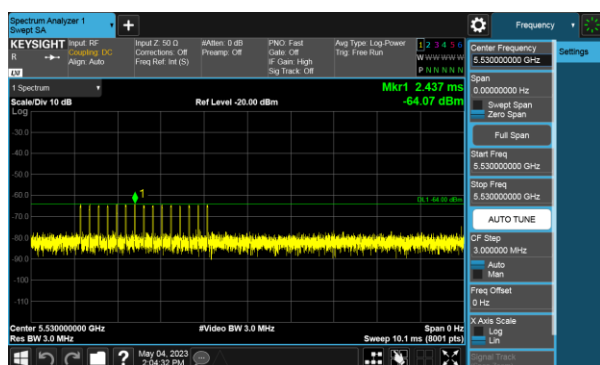 Spectrum Analyzer 1
Swept SA
Frequency
KEYSIGHT
R
Input: RF
Coupling: DC
Align: Auto
Input Z: 50 Ω
Corrections: Off
Freq Ref: Int (S)
#Atten: 0 dB
Preamp: Off
PNO: Fast
Gate: Off
IF Gain: High
Sig Track: Off
Avg Type: Log-Power
Trig: Free Run
1 2 3 4 5 6
W W W W W W
P N N N N N
1 Spectrum
Mkr1 2.437 ms
Scale/Div 10 dB
Ref Level -20.00 dBm
-64.07 dBm
Log
-30.0
-40.0
-50.0
-60.0
-70.0
-80.0
-90.0
-100
-110
1
DL1 -64.00 dBm
Center 5.530000000 GHz
#Video BW 3.0 MHz
Span 0 Hz
Res BW 3.0 MHz
Sweep 10.1 ms (8001 pts)
May 04, 2023
2:04:32 PM
Center Frequency
5.530000000 GHz
Settings
Span
0.00000000 Hz
Swept Span
Zero Span
Full Span
Start Freq
5.530000000 GHz
Stop Freq
5.530000000 GHz
AUTO TUNE
CF Step
3.000000 MHz
Auto
Man
Freq Offset
0 Hz
X Axis Scale
Log
Lin
Signal Track